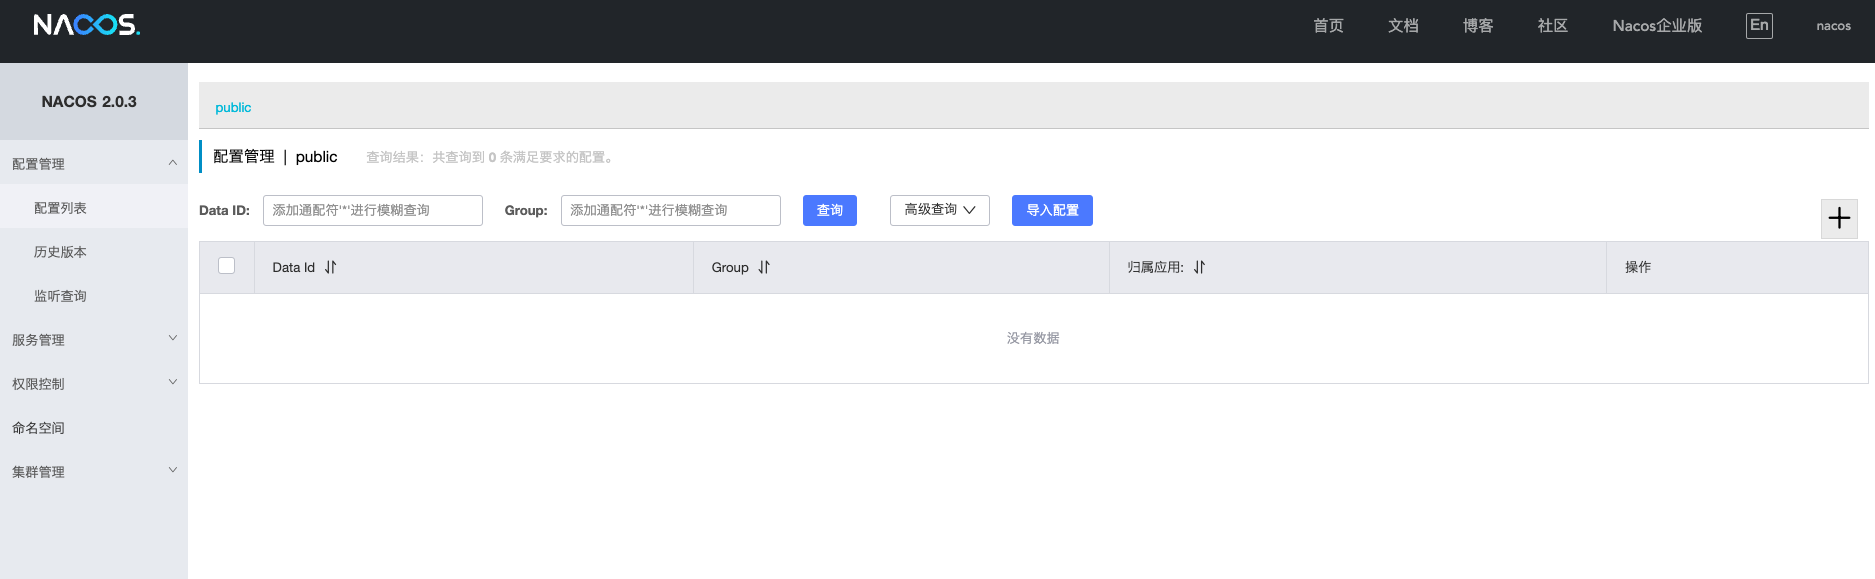 NACOS.
首页 文档 博客 社区 Nacos企业版 En nacos
NACOS 2.0.3
配置管理
配置列表
历史版本
监听查询
服务管理
权限控制
命名空间
集群管理
public
配置管理 | public 查询结果：共查询到 0 条满足要求的配置。
Data ID: 添加通配符'*'进行模糊查询 Group: 添加通配符'*'进行模糊查询 查询 高级查询 导入配置
Data Id Group 归属应用: 操作
没有数据